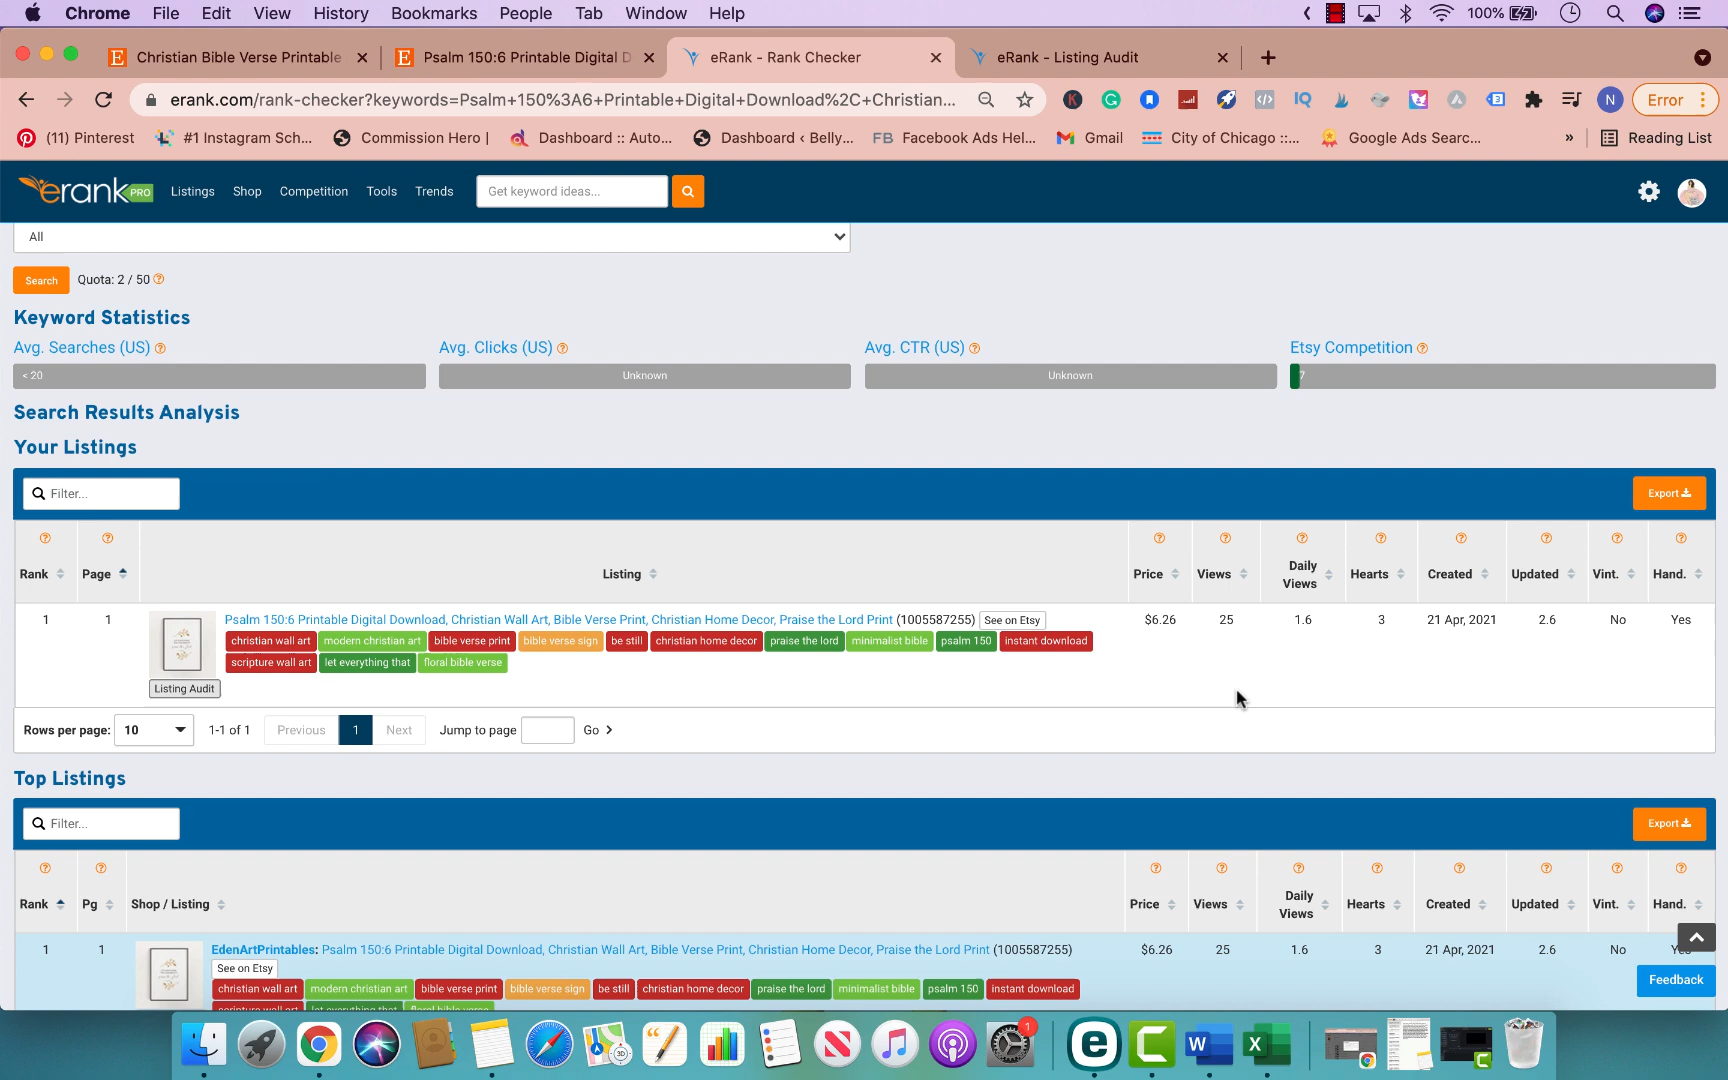 Chrome File Edit View History Bookmarks People Tab Window Help 100%
Christian Bible Verse Printable Psalm 150:6 Printable Digital D eRank - Rank Checker eRank - Listing Audit
erank.com/rank-checker?keywords=Psalm+150%3A6+Printable+Digital+Download%2C+Christian... N Error
(11) Pinterest #1 Instagram Sch... Commission Hero | Dashboard :: Auto... Dashboard ‹ Belly... FB Facebook Ads Hel... Gmail City of Chicago ::... Google Ads Searc... » Reading List
erank PRO Listings Shop Competition Tools Trends Get keyword ideas...
All
Search Quota: 2 / 50
Keyword Statistics
Avg. Searches (US) Avg. Clicks (US) Avg. CTR (US) Etsy Competition
< 20 Unknown Unknown 7
Search Results Analysis
Your Listings
Filter... Export
Rank Page Listing Price Views Daily Views Hearts Created Updated Vint. Hand.
1 1 Psalm 150:6 Printable Digital Download, Christian Wall Art, Bible Verse Print, Christian Home Decor, Praise the Lord Print (1005587255) See on Etsy $6.26 25 1.6 3 21 Apr, 2021 2.6 No Yes
christian wall art modern christian art bible verse print bible verse sign be still christian home decor praise the lord minimalist bible psalm 150 instant download
scripture wall art let everything that floral bible verse
Listing Audit
Rows per page: 10 1-1 of 1 Previous 1 Next Jump to page Go >
Top Listings
Filter... Export
Rank Pg Shop / Listing Price Views Daily Views Hearts Created Updated Vint. Hand.
1 1 EdenArtPrintables: Psalm 150:6 Printable Digital Download, Christian Wall Art, Bible Verse Print, Christian Home Decor, Praise the Lord Print (1005587255) $6.26 25 1.6 3 21 Apr, 2021 2.6 No Yes
See on Etsy
Feedback
christian wall art modern christian art bible verse print bible verse sign be still christian home decor praise the lord minimalist bible psalm 150 instant download
scripture wall art let everything that floral bible verse